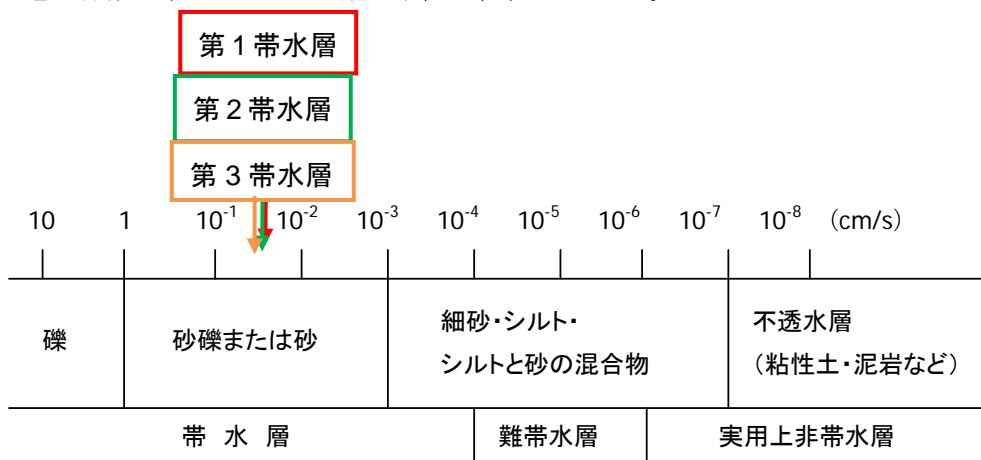 第1帯水層
第2帯水層
第3帯水層
10 1 10-1 10-2 10-3 10-4 10-5 10-6 10-7 10-8 (cm/s)
礫
砂礫または砂
細砂・シルト・
シルトと砂の混合物
不透水層
(粘性土・泥岩など)
帯 水 層 難帯水層 実用上非帯水層